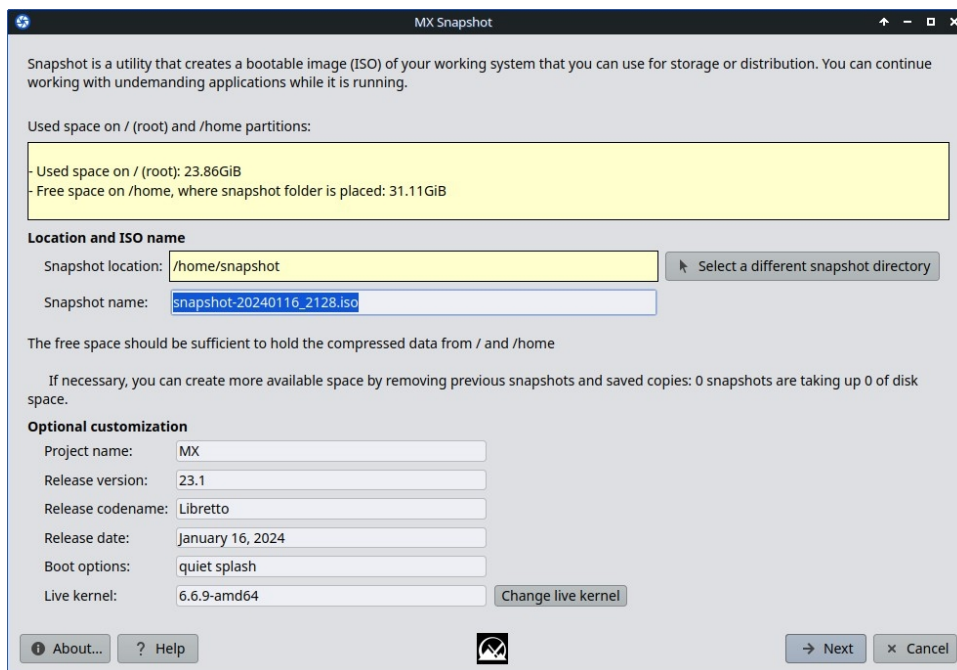 MX Snapshot
Snapshot is a utility that creates a bootable image (ISO) of your working system that you can use for storage or distribution. You can continue
working with undemanding applications while it is running.
Used space on / (root) and /home partitions:
- Used space on / (root): 23.86GiB
- Free space on /home, where snapshot folder is placed: 31.11GiB
Location and ISO name
Snapshot location: /home/snapshot Select a different snapshot directory
Snapshot name: snapshot-20240116_2128.iso
The free space should be sufficient to hold the compressed data from / and /home
If necessary, you can create more available space by removing previous snapshots and saved copies: 0 snapshots are taking up 0 of disk
space.
Optional customization
Project name: MX
Release version: 23.1
Release codename: Libretto
Release date: January 16, 2024
Boot options: quiet splash
Live kernel: 6.6.9-amd64 Change live kernel
About... ? Help Next Cancel